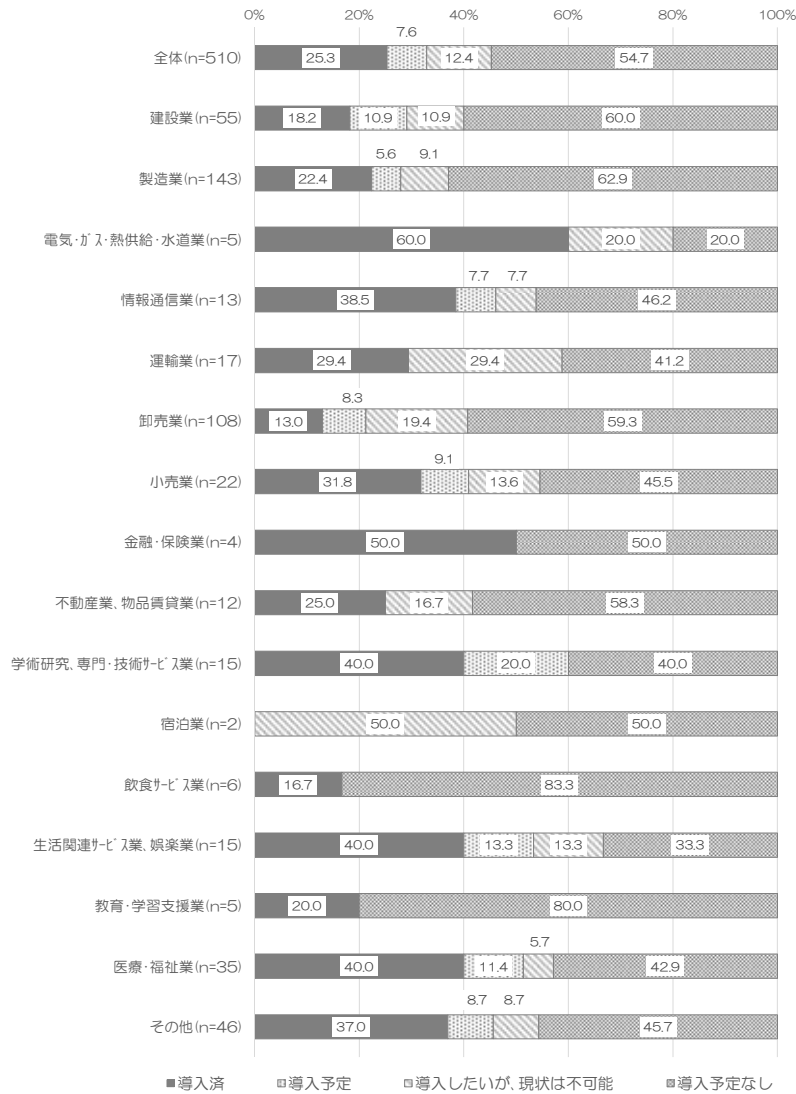 0% 20% 40% 60% 80% 100%
7.6
全体(n=510) 25.3 12.4 54.7
建設業(n=55) 18.2 10.9 10.9 60.0
5.6 9.1
製造業(n=143) 22.4 62.9
電気・ｶﾞｽ・熱供給・水道業(n=5) 60.0 20.0 20.0
7.7 7.7
情報通信業(n=13) 38.5 46.2
運輸業(n=17) 29.4 29.4 41.2
8.3
卸売業(n=108) 13.0 19.4 59.3
9.1
小売業(n=22) 31.8 13.6 45.5
金融・保険業(n=4) 50.0 50.0
不動産業、物品賃貸業(n=12) 25.0 16.7 58.3
学術研究、専門・技術ｻｰﾋﾞｽ業(n=15) 40.0 20.0 40.0
宿泊業(n=2) 50.0 50.0
飲食ｻｰﾋﾞｽ業(n=6) 16.7 83.3
生活関連ｻｰﾋﾞｽ業、娯楽業(n=15) 40.0 13.3 13.3 33.3
教育・学習支援業(n=5) 20.0 80.0
5.7
医療・福祉業(n=35) 40.0 11.4 42.9
8.7 8.7
その他(n=46) 37.0 45.7
導入済 導入予定 導入したいが、現状は不可能 導入予定なし